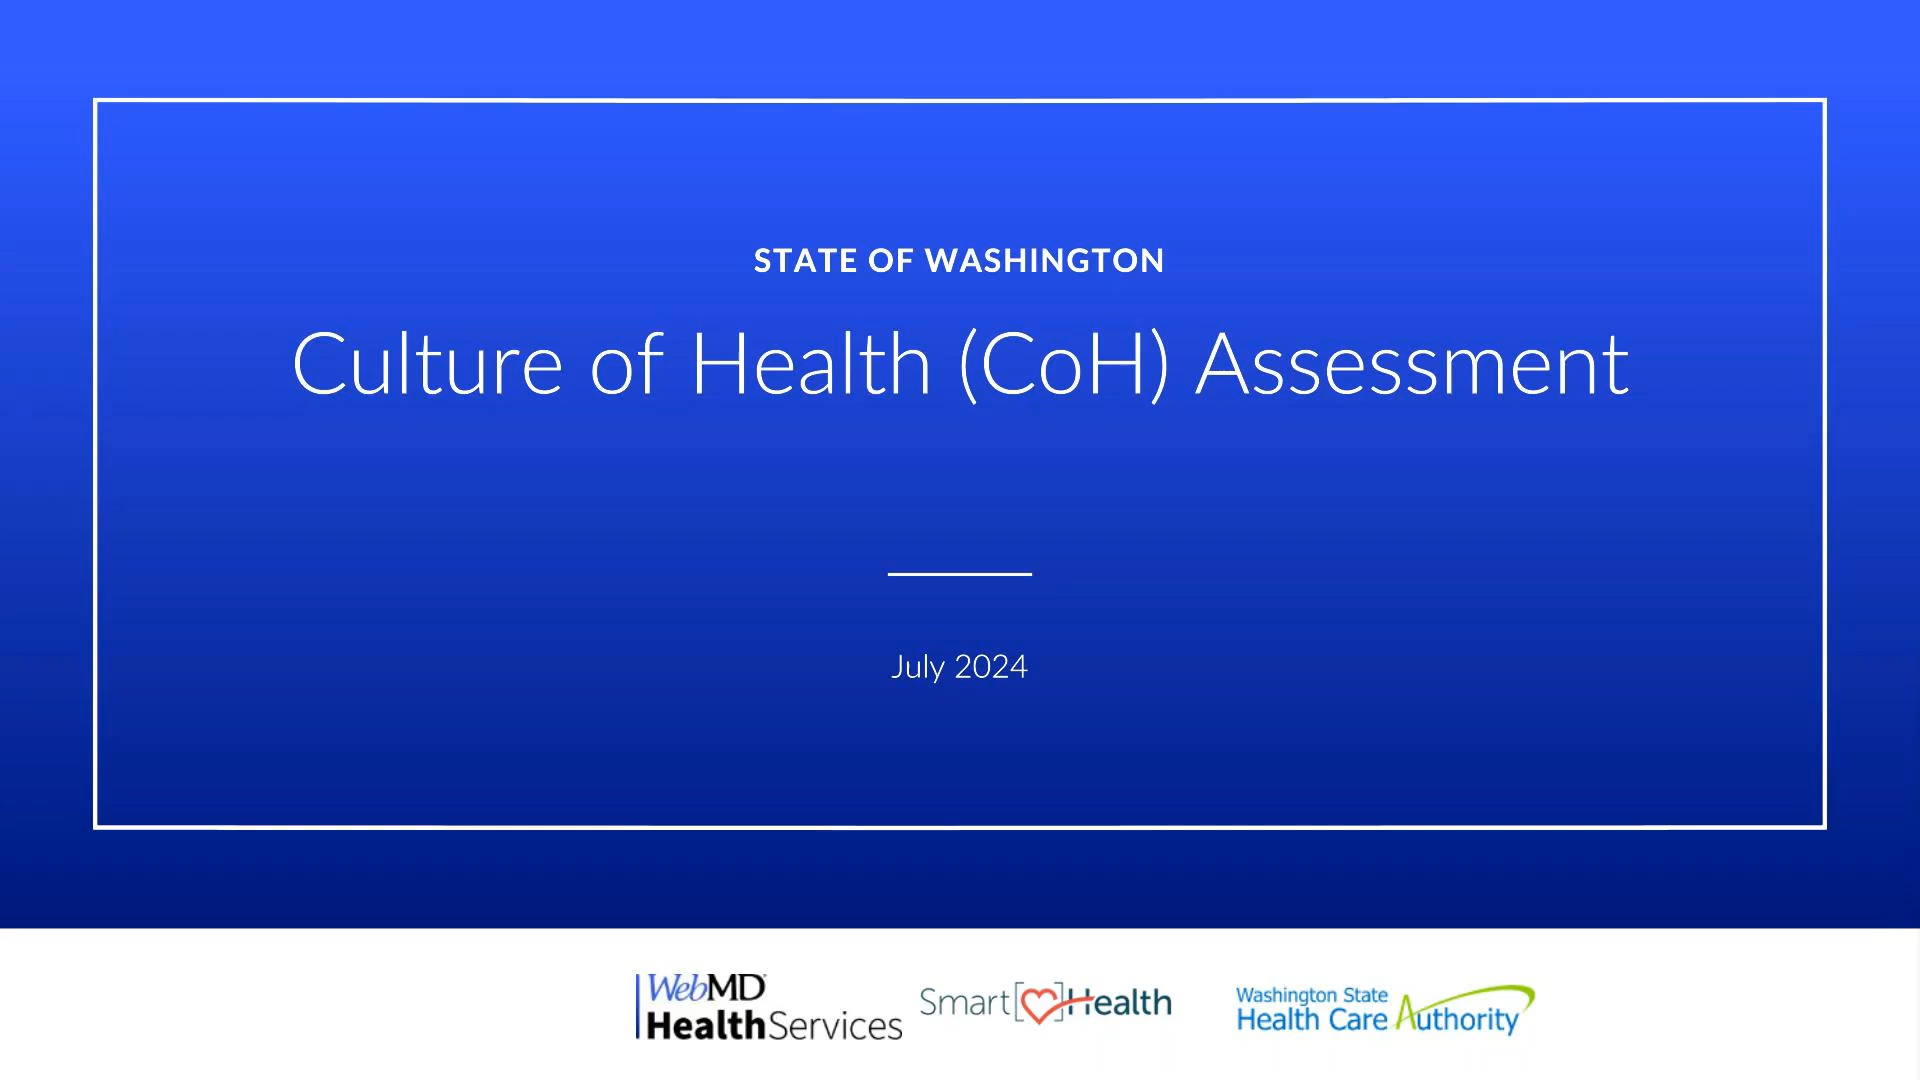 STATE OF WASHINGTON
Culture of Health (CoH) Assessment
July 2024
WebMD
HealthServices
Smart[ ]Health
Washington State
Health Care Authority